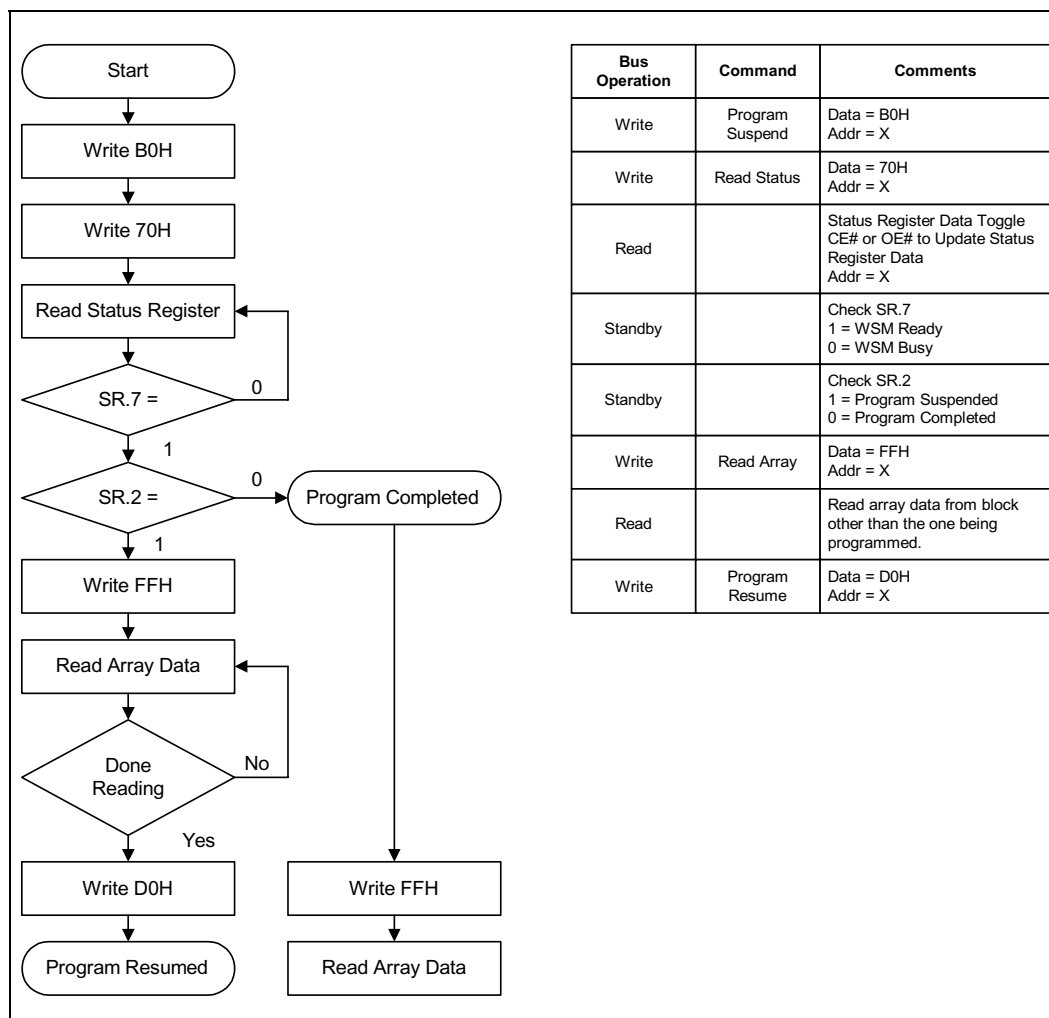 Start
Write B0H
Write 70H
Read Status Register
SR.7 =
0
1
SR.2 =
0
Program Completed
1
Write FFH
Read Array Data
Done
Reading
No
Yes
Write D0H
Write FFH
Program Resumed
Read Array Data
Bus
Operation
Command
Comments
Write
Program
Suspend
Data = B0H
Addr = X
Write
Read Status
Data = 70H
Addr = X
Read
Status Register Data Toggle
CE# or OE# to Update Status
Register Data
Addr = X
Standby
Check SR.7
1 = WSM Ready
0 = WSM Busy
Standby
Check SR.2
1 = Program Suspended
0 = Program Completed
Write
Read Array
Data = FFH
Addr = X
Read
Read array data from block
other than the one being
programmed.
Write
Program
Resume
Data = D0H
Addr = X